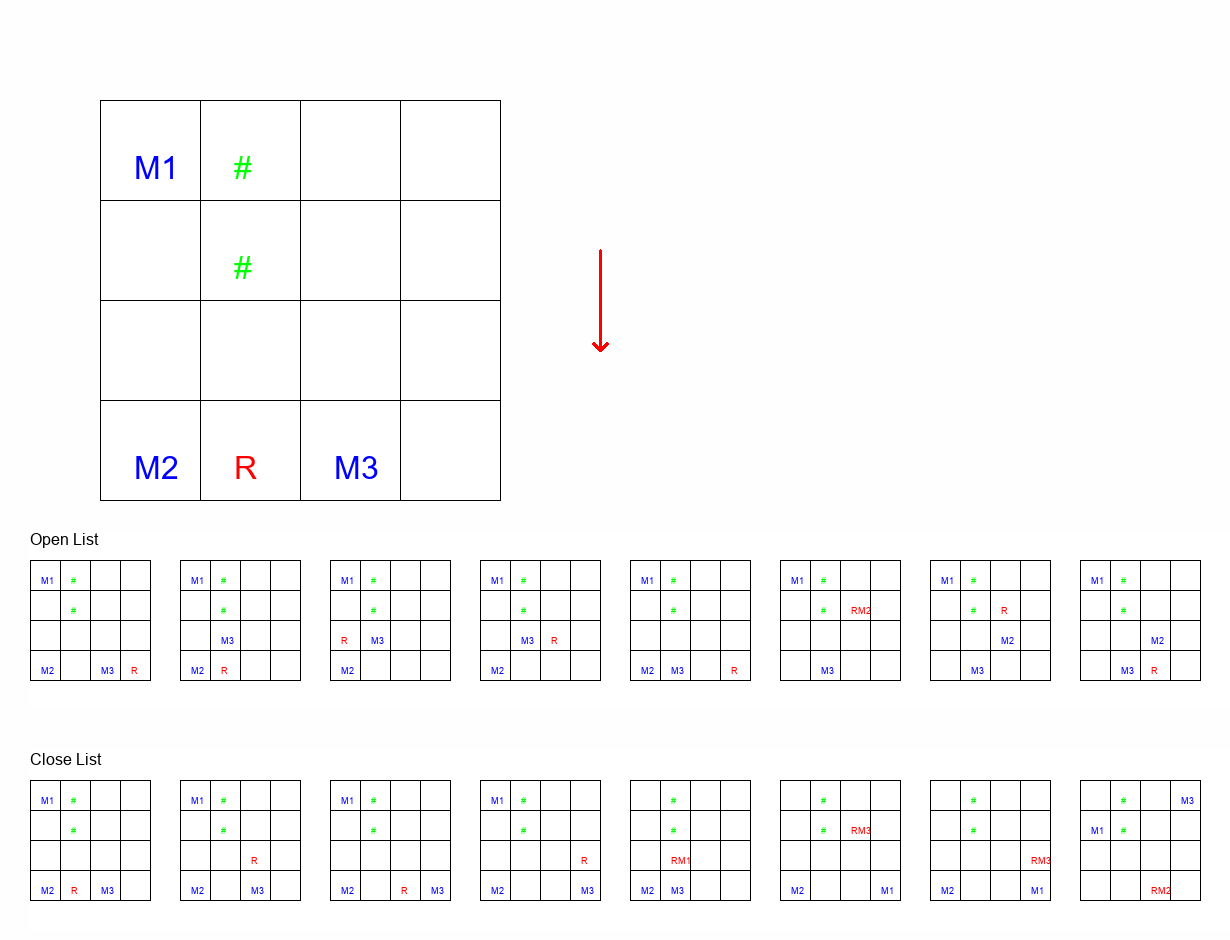 M1 #
#
M2 R M3
Open List
M1 # M1 # M1 # M1 # M1 # M1 # M1 # M1 #
# # # # # # RM2 # R #
M3 R M3 M3 R M2 M2
M2 M3 R M2 R M2 M2 M2 M3 R M3 M3 M3 R
Close List
M1 # M1 # M1 # M1 # # # # # M3
# # # # # # RM3 # M1 #
R R RM1 RM3
M2 R M3 M2 M3 M2 R M3 M2 M3 M2 M3 M2 M1 M2 M1 RM2